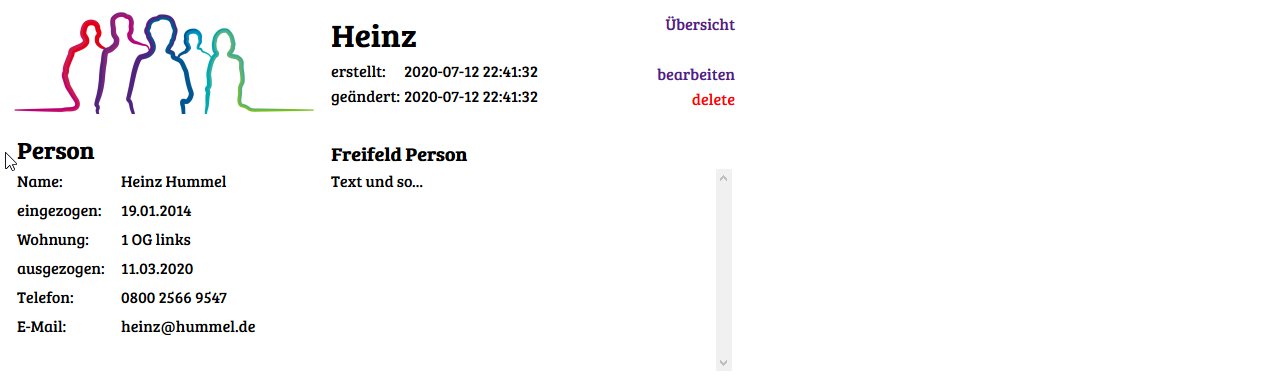 Heinz
erstellt: 2020-07-12 22:41:32
geändert: 2020-07-12 22:41:32
Übersicht
bearbeiten
delete
Person
Name: Heinz Hummel
eingezogen: 19.01.2014
Wohnung: 1 OG links
ausgezogen: 11.03.2020
Telefon: 0800 2566 9547
E-Mail: heinz@hummel.de
Freifeld Person
Text und so...